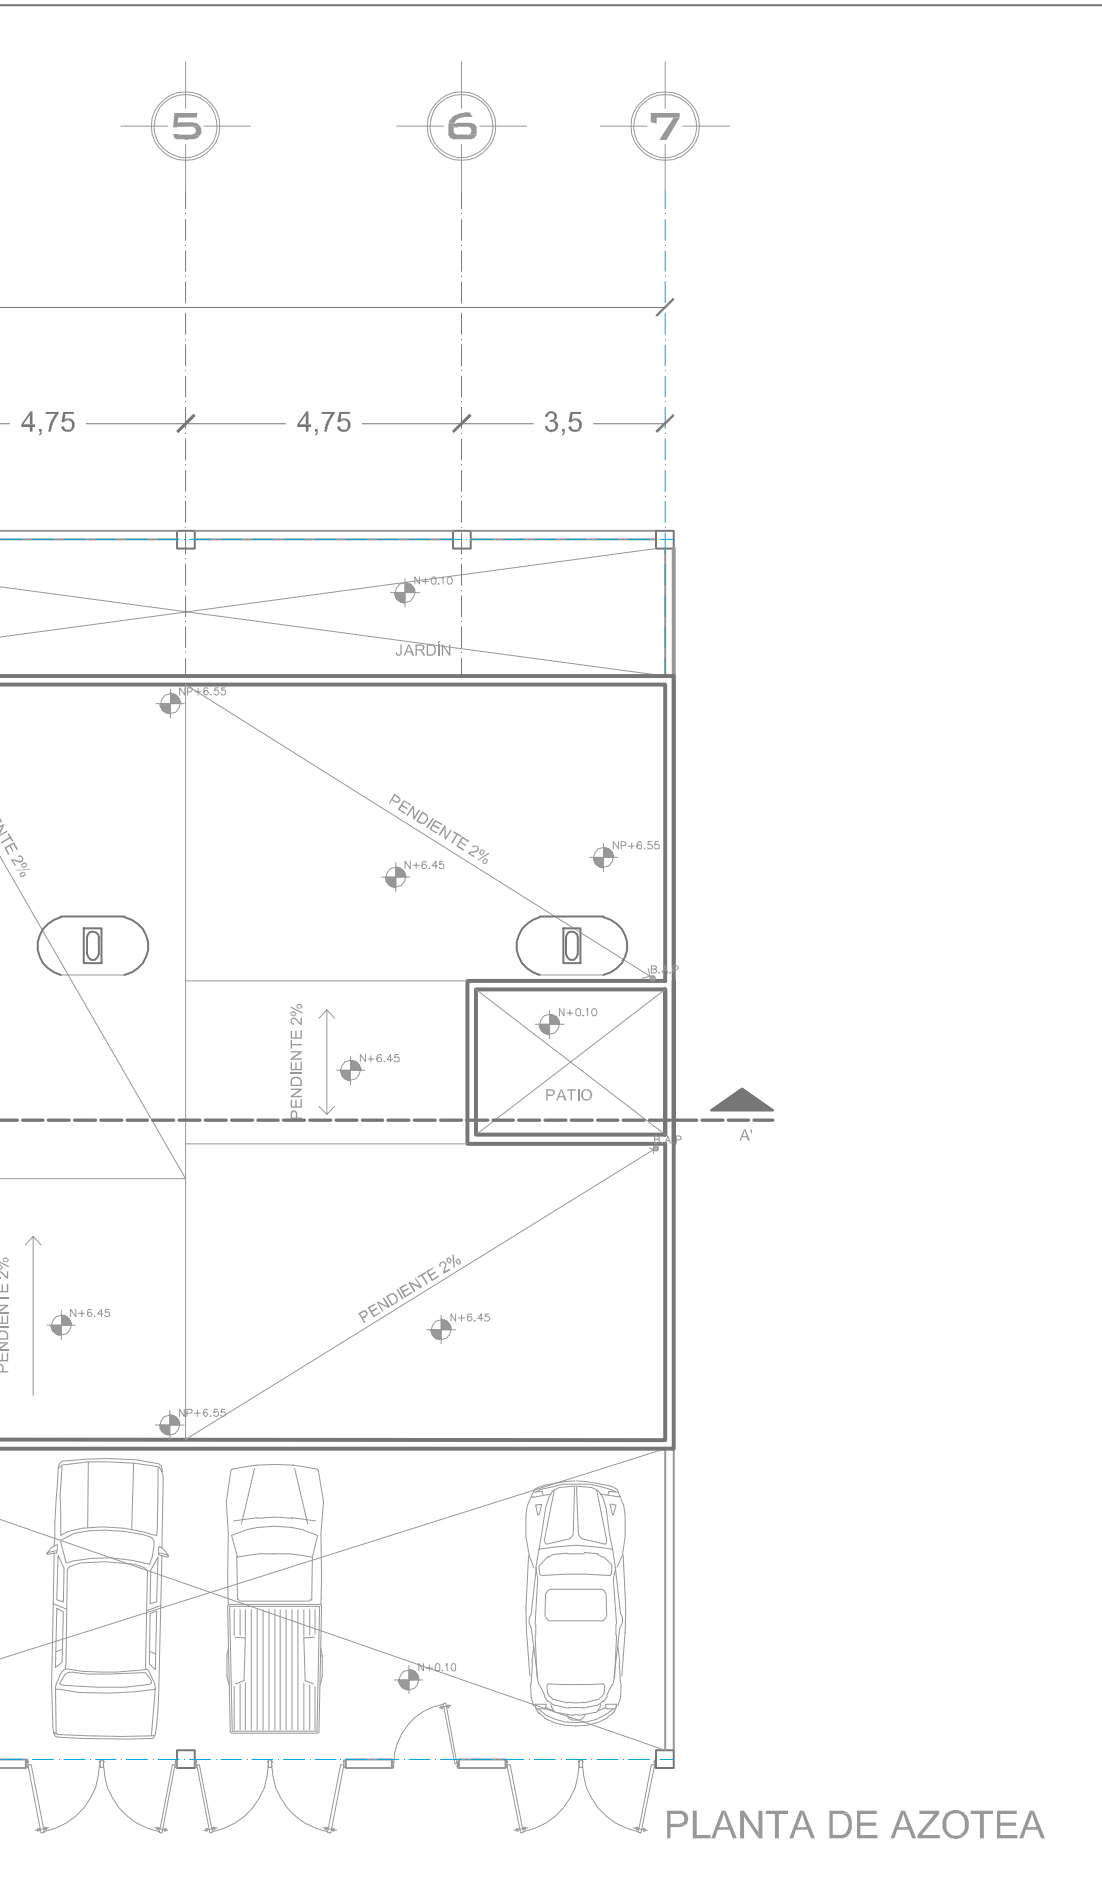 5 6 7
4,75 4,75 3,5
N+0.10
JARDÍN
NP+6.55
PENDIENTE 2%
NP+6.55
N+6.45
B.A.P
PENDIENTE 2%
N+0.10
N+6.45
PATIO
A'
B.A.P
PENDIENTE 2%
PENDIENTE 2%
N+6.45
N+6.45
NP+6.55
N+0.10
PLANTA DE AZOTEA